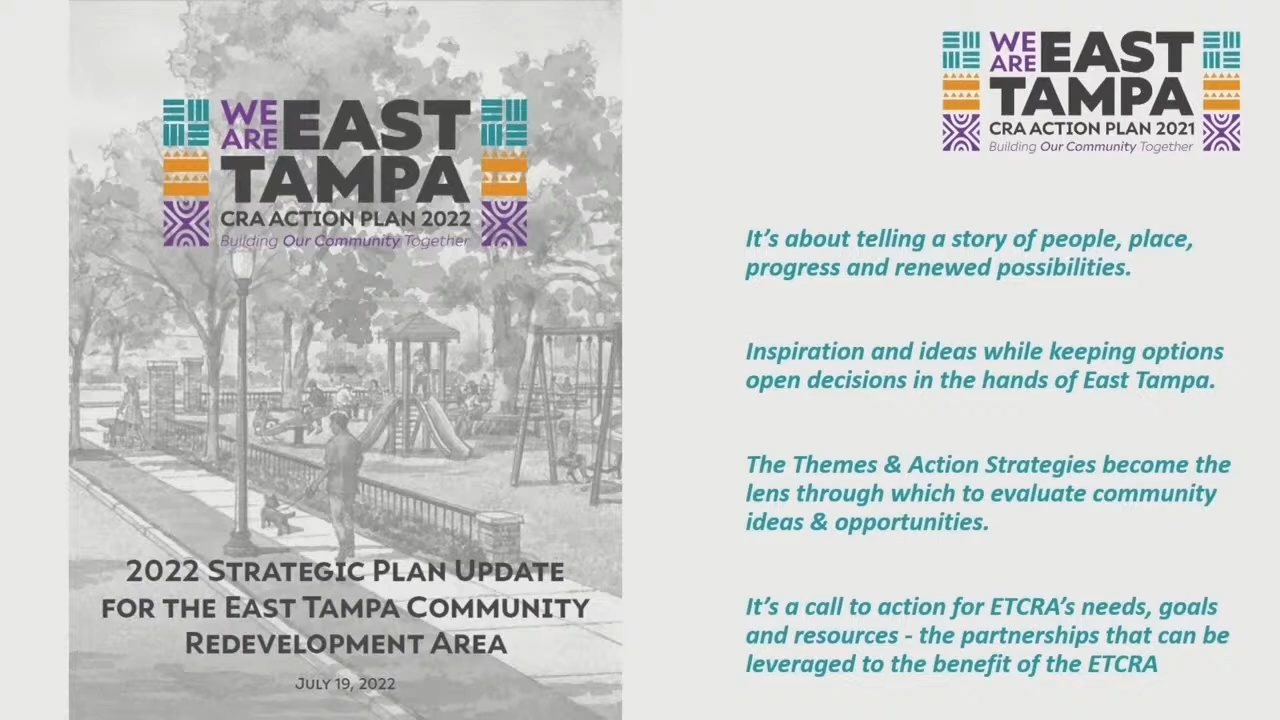 WE ARE EAST
TAMPA
CRA ACTION PLAN 2022
Building Our Community Together
2022 Strategic Plan Update
for the East Tampa Community
Redevelopment Area
July 19, 2022
WE ARE EAST
TAMPA
CRA ACTION PLAN 2021
Building Our Community Together
It's about telling a story of people, place,
progress and renewed possibilities.
Inspiration and ideas while keeping options
open decisions in the hands of East Tampa.
The Themes & Action Strategies become the
lens through which to evaluate community
ideas & opportunities.
It's a call to action for ETCRA's needs, goals
and resources - the partnerships that can be
leveraged to the benefit of the ETCRA